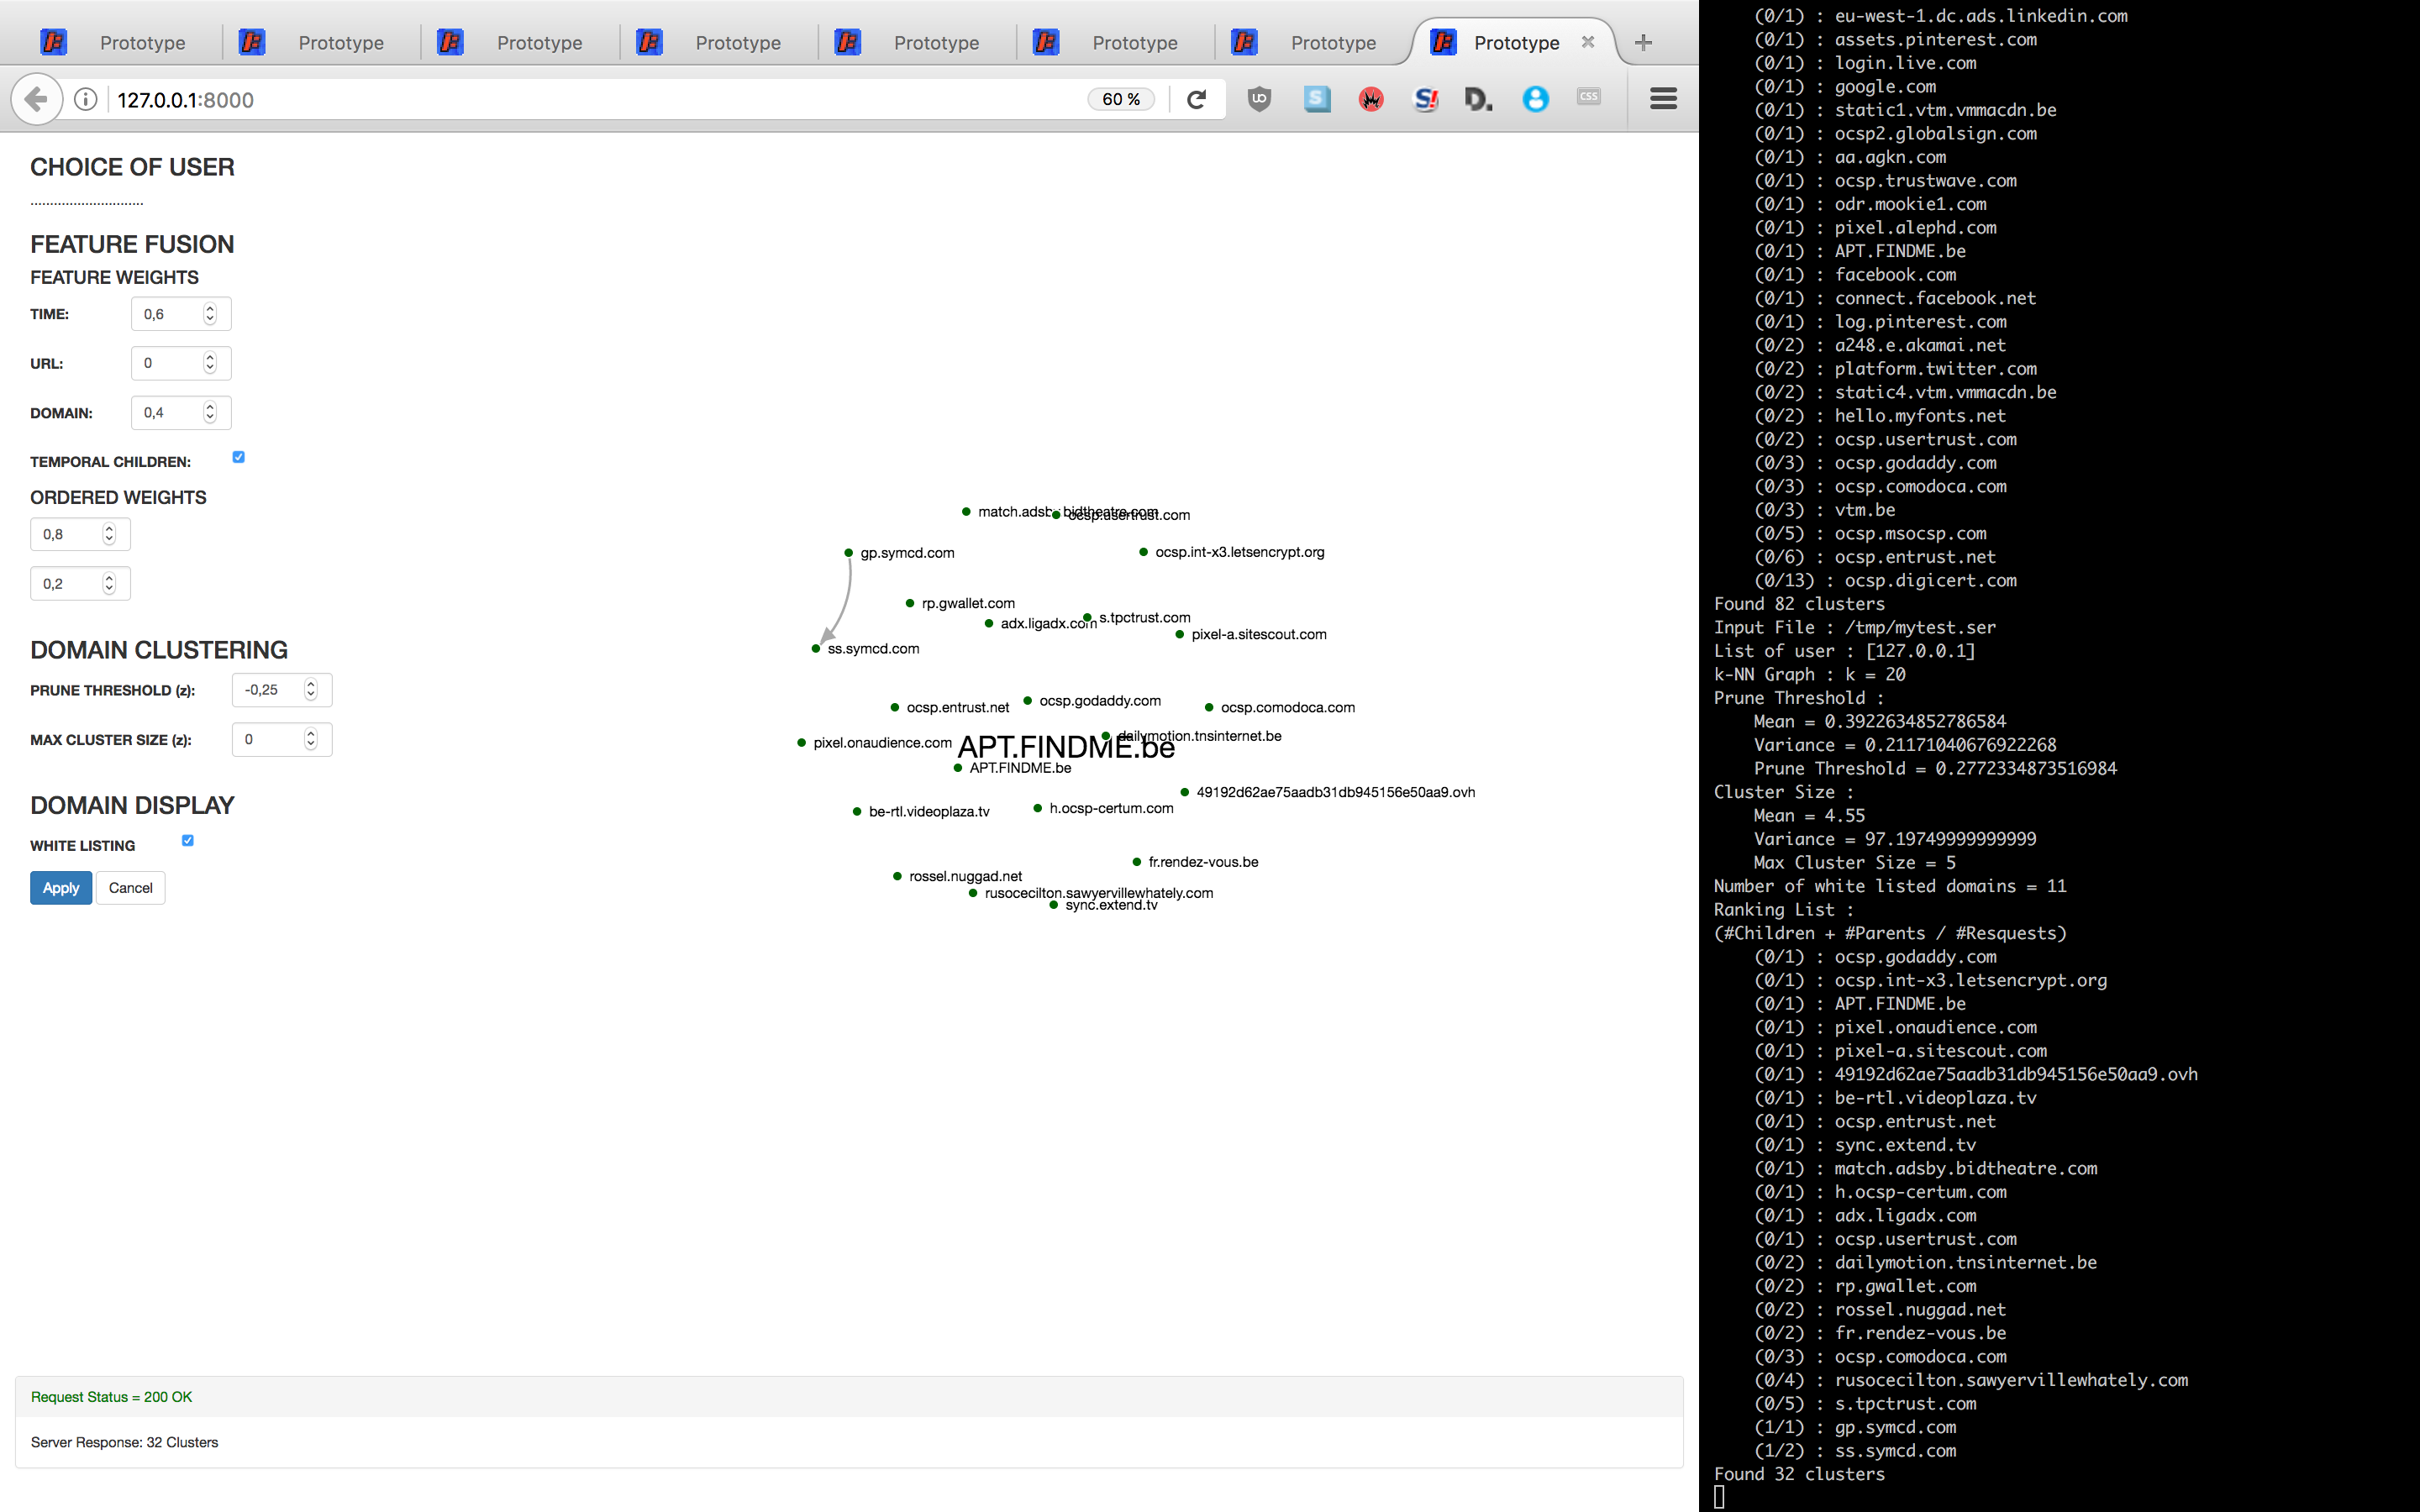 Prototype
Prototype
Prototype
Prototype
Prototype
Prototype
Prototype
Prototype
127.0.0.1:8000
60 %
CHOICE OF USER
.............................
FEATURE FUSION
FEATURE WEIGHTS
TIME: 0,6
URL: 0
DOMAIN: 0,4
TEMPORAL CHILDREN:
ORDERED WEIGHTS
0,8
0,2
DOMAIN CLUSTERING
PRUNE THRESHOLD (z): -0,25
MAX CLUSTER SIZE (z): 0
DOMAIN DISPLAY
WHITE LISTING
Apply Cancel
match.adsby.bidtheatre.com
ocsp.usertrust.com
gp.symcd.com
ocsp.int-x3.letsencrypt.org
rp.gwallet.com
adx.ligadx.com
s.tpctrust.com
pixel-a.sitescout.com
ss.symcd.com
ocsp.entrust.net
ocsp.godaddy.com
ocsp.comodoca.com
pixel.onaudience.com
APT.FINDME.be
dailymotion.tnsinternet.be
APT.FINDME.be
49192d62ae75aadb31db945156e50aa9.ovh
be-rtl.videoplaza.tv
h.ocsp-certum.com
fr.rendez-vous.be
rossel.nuggad.net
rusocecilton.sawyervillewhately.com
sync.extend.tv
Request Status = 200 OK
Server Response: 32 Clusters
(0/1) : eu-west-1.dc.ads.linkedin.com
(0/1) : assets.pinterest.com
(0/1) : login.live.com
(0/1) : google.com
(0/1) : static1.vtm.vmmacdn.be
(0/1) : ocsp2.globalsign.com
(0/1) : aa.agkn.com
(0/1) : ocsp.trustwave.com
(0/1) : odr.mookie1.com
(0/1) : pixel.alephd.com
(0/1) : APT.FINDME.be
(0/1) : facebook.com
(0/1) : connect.facebook.net
(0/1) : log.pinterest.com
(0/2) : a248.e.akamai.net
(0/2) : platform.twitter.com
(0/2) : static4.vtm.vmmacdn.be
(0/2) : hello.myfonts.net
(0/2) : ocsp.usertrust.com
(0/3) : ocsp.godaddy.com
(0/3) : ocsp.comodoca.com
(0/3) : vtm.be
(0/5) : ocsp.msocsp.com
(0/6) : ocsp.entrust.net
(0/13) : ocsp.digicert.com
Found 82 clusters
Input File : /tmp/mytest.ser
List of user : [127.0.0.1]
k-NN Graph : k = 20
Prune Threshold :
Mean = 0.3922634852786584
Variance = 0.21171040676922268
Prune Threshold = 0.2772334873516984
Cluster Size :
Mean = 4.55
Variance = 97.19749999999999
Max Cluster Size = 5
Number of white listed domains = 11
Ranking List :
(#Children + #Parents / #Resquests)
(0/1) : ocsp.godaddy.com
(0/1) : ocsp.int-x3.letsencrypt.org
(0/1) : APT.FINDME.be
(0/1) : pixel.onaudience.com
(0/1) : pixel-a.sitescout.com
(0/1) : 49192d62ae75aadb31db945156e50aa9.ovh
(0/1) : be-rtl.videoplaza.tv
(0/1) : ocsp.entrust.net
(0/1) : sync.extend.tv
(0/1) : match.adsby.bidtheatre.com
(0/1) : h.ocsp-certum.com
(0/1) : adx.ligadx.com
(0/1) : ocsp.usertrust.com
(0/2) : dailymotion.tnsinternet.be
(0/2) : rp.gwallet.com
(0/2) : rossel.nuggad.net
(0/2) : fr.rendez-vous.be
(0/3) : ocsp.comodoca.com
(0/4) : rusocecilton.sawyervillewhately.com
(0/5) : s.tpctrust.com
(1/1) : gp.symcd.com
(1/2) : ss.symcd.com
Found 32 clusters